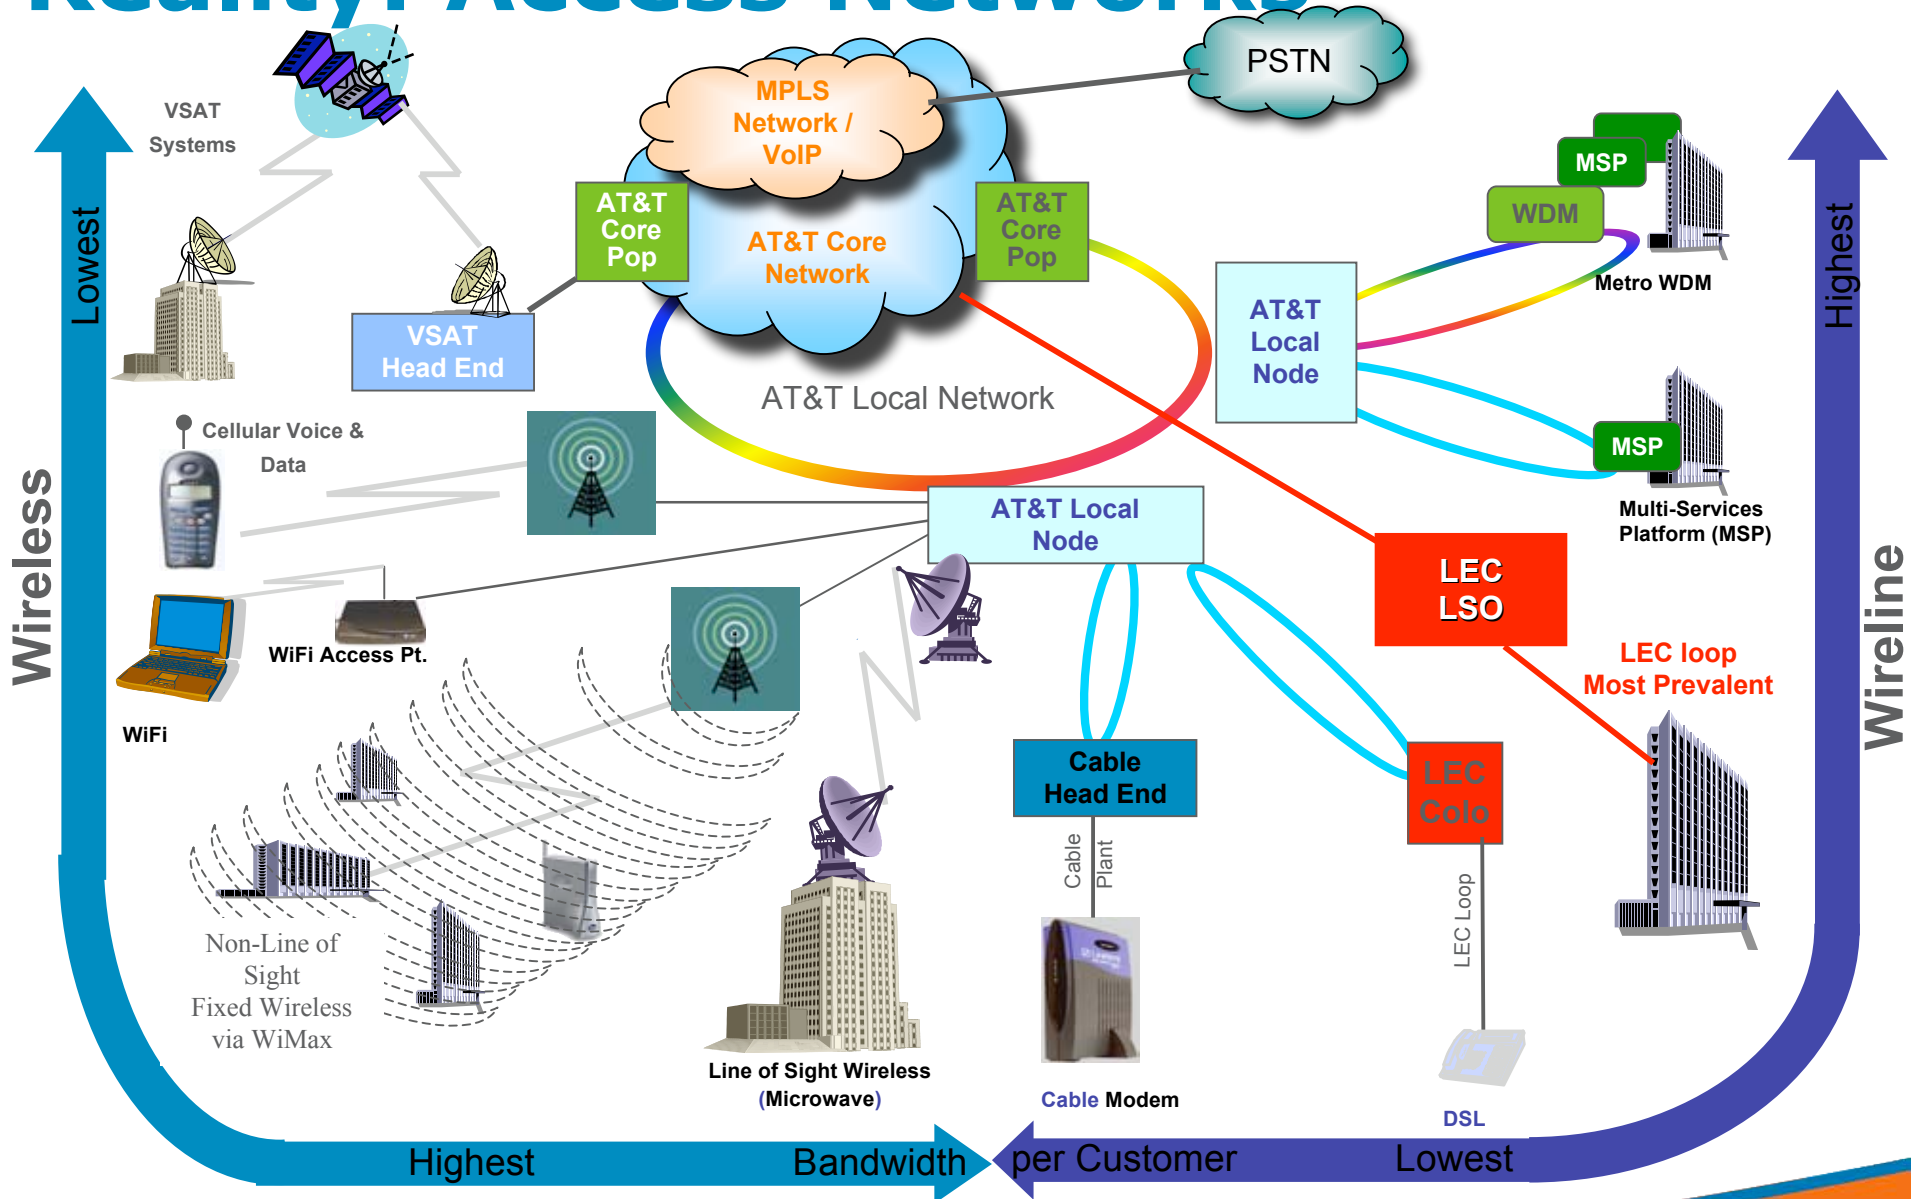 Reality: Access Networks
PSTN
MPLS
Network /
VoIP
VSAT
Systems
MSP
AT&T
Core
Pop
AT&T
Core
Pop
WDM
AT&T Core
Network
Lowest
Highest
Metro WDM
AT&T
Local
Node
VSAT
Head End
AT&T Local Network
Cellular Voice &
Data
MSP
Multi-Services
Platform (MSP)
AT&T Local
Node
Wireless
Wireline
LEC
LSO
LEC loop
Most Prevalent
WiFi Access Pt.
WiFi
Cable
Head End
LEC
Colo
Cable
Plant
LEC Loop
Non-Line of
Sight
Fixed Wireless
via WiMax
Line of Sight Wireless
(Microwave)
Cable Modem
DSL
Highest
Bandwidth
per Customer
Lowest